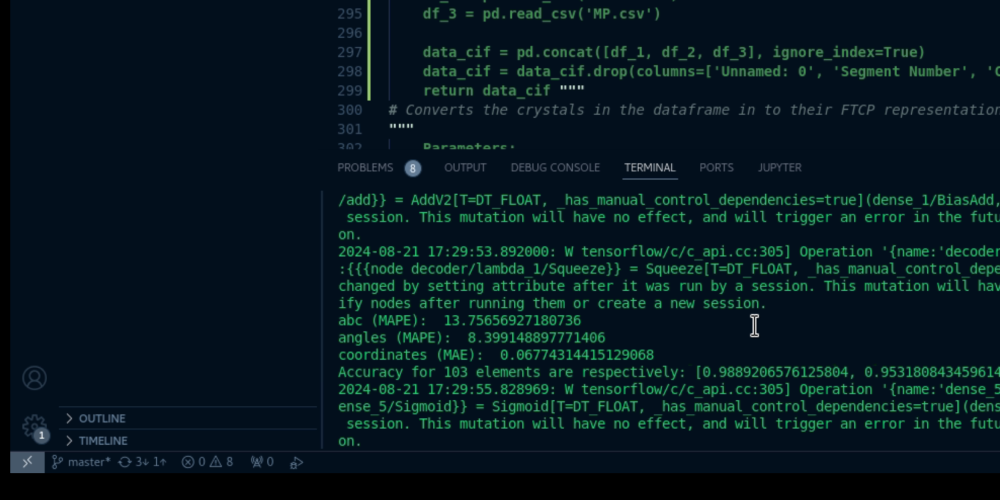 295 df_3 = pd.read_csv('MP.csv')
296
297 data_cif = pd.concat([df_1, df_2, df_3], ignore_index=True)
298 data_cif = data_cif.drop(columns=['Unnamed: 0', 'Segment Number', 'C
299 return data_cif """
300 # Converts the crystals in the dataframe in to their FTCP representation
301 """
302 Parameters:
PROBLEMS 8 OUTPUT DEBUG CONSOLE TERMINAL PORTS JUPYTER
/add}} = AddV2[T=DT_FLOAT, _has_manual_control_dependencies=true](dense_1/BiasAdd,
session. This mutation will have no effect, and will trigger an error in the futu
on.
2024-08-21 17:29:53.892000: W tensorflow/c/c_api.cc:305] Operation '{name:'decoder
:{{{node decoder/lambda_1/Squeeze}} = Squeeze[T=DT_FLOAT, _has_manual_control_depe
changed by setting attribute after it was run by a session. This mutation will hav
ify nodes after running them or create a new session.
abc (MAPE): 13.75656927180736
angles (MAPE): 8.399148897771406
coordinates (MAE): 0.06774314415129068
Accuracy for 103 elements are respectively: [0.9889206576125804, 0.953180843459614
2024-08-21 17:29:55.828969: W tensorflow/c/c_api.cc:305] Operation '{name:'dense_5
ense_5/Sigmoid}} = Sigmoid[T=DT_FLOAT, _has_manual_control_dependencies=true](dens
session. This mutation will have no effect, and will trigger an error in the futu
on.
OUTLINE
1
TIMELINE
master* 3↓ 1↑ 0 8 0